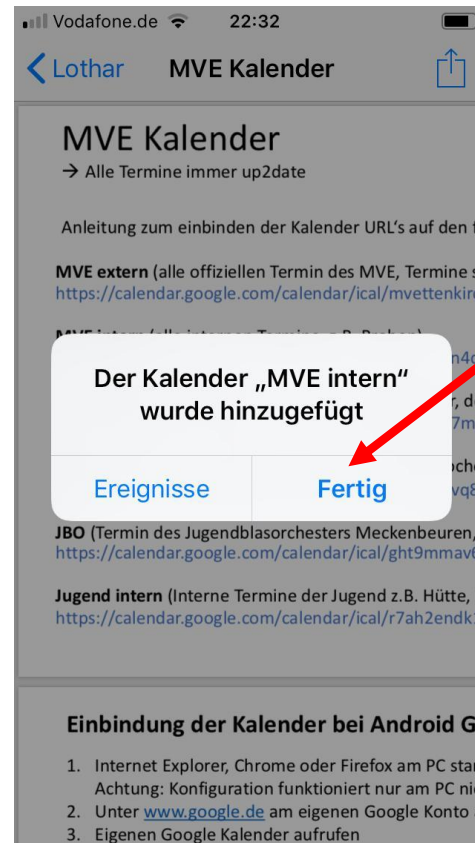 Vodafone.de 22:32
Lothar MVE Kalender
MVE Kalender
→ Alle Termine immer up2date
Anleitung zum einbinden der Kalender URL's auf den
MVE extern (alle offiziellen Termin des MVE, Termine
https://calendar.google.com/calendar/ical/mvettenkir
Der Kalender „MVE intern“
wurde hinzugefügt
Ereignisse Fertig
JBO (Termin des Jugendblasorchesters Meckenbeuren,
https://calendar.google.com/calendar/ical/ght9mmav6
Jugend intern (Interne Termine der Jugend z.B. Hütte,
https://calendar.google.com/calendar/ical/r7ah2endk
Einbindung der Kalender bei Android G
1. Internet Explorer, Chrome oder Firefox am PC star
Achtung: Konfiguration funktioniert nur am PC ni
2. Unter www.google.de am eigenen Google Konto
3. Eigenen Google Kalender aufrufen